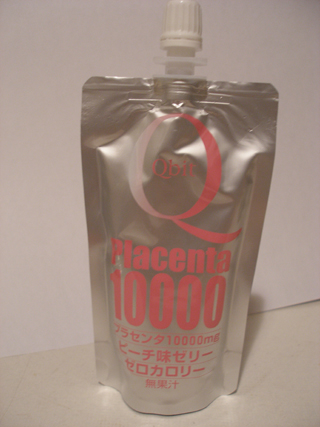 Qbit
Placenta
10000
プラセンタ10000mg
ピーチ味ゼリー
ゼロカロリー
無果汁